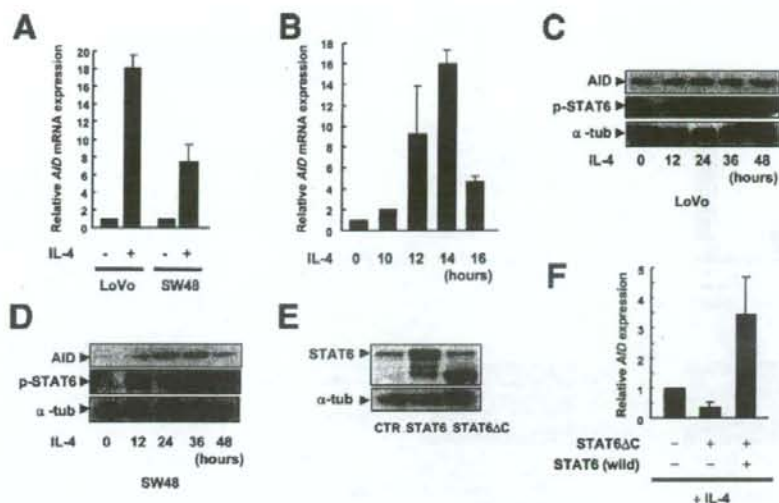 A
Relative AID mRNA expression
20
18
16
14
12
10
8
6
4
2
0
IL-4 - + - +
LoVo SW48
B
Relative AID mRNA expression
18
16
14
12
10
8
6
4
2
0
IL-4 0 10 12 14 16
(hours)
C
AID
p-STAT6
α-tub
IL-4 0 12 24 36 48
(hours)
LoVo
D
AID
p-STAT6
α-tub
IL-4 0 12 24 36 48
(hours)
SW48
E
STAT6
α-tub
CTR STAT6 STAT6ΔC
F
Relative AID expression
5
4
3
2
1
0
STAT6ΔC - + +
STAT6 (wild) - - +
+ IL-4